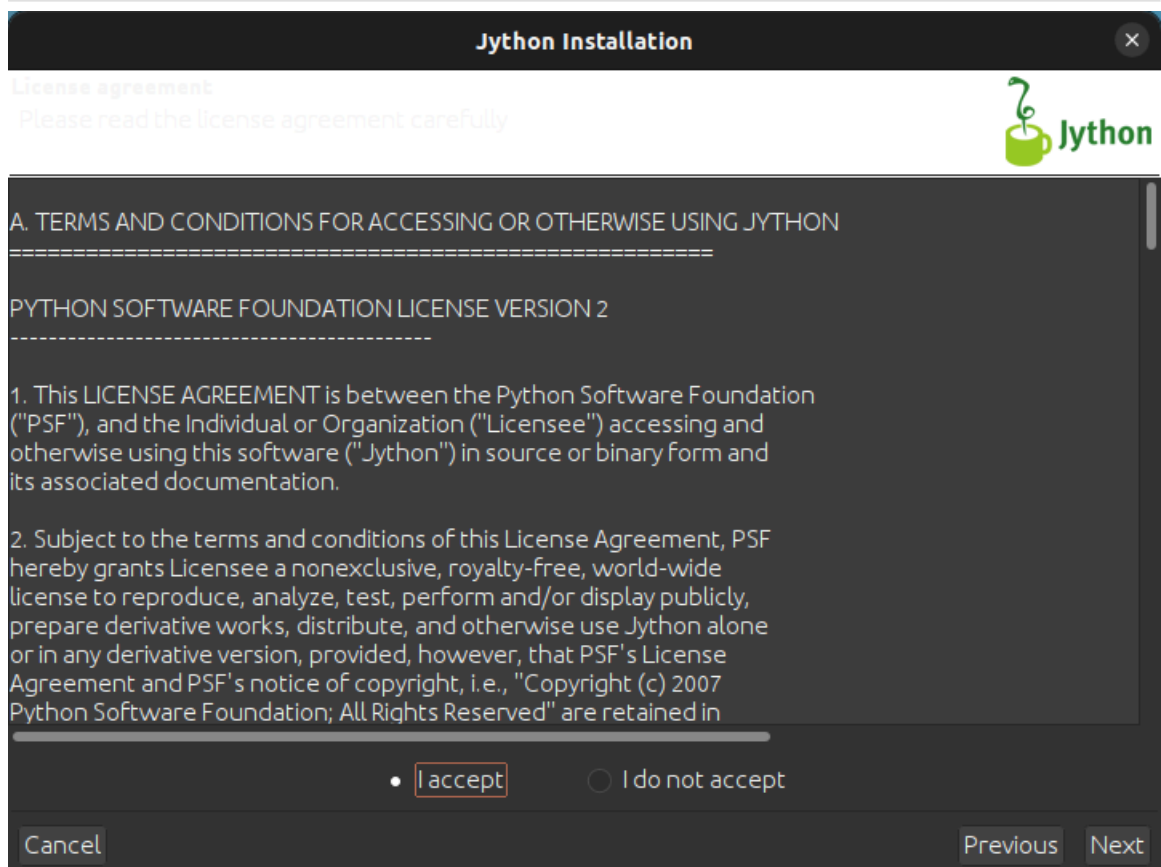 Jython Installation
License agreement
Please read the license agreement carefully
Jython
A. TERMS AND CONDITIONS FOR ACCESSING OR OTHERWISE USING JYTHON
=======================================================
PYTHON SOFTWARE FOUNDATION LICENSE VERSION 2
--------------------------------------------
1. This LICENSE AGREEMENT is between the Python Software Foundation
("PSF"), and the Individual or Organization ("Licensee") accessing and
otherwise using this software ("Jython") in source or binary form and
its associated documentation.
2. Subject to the terms and conditions of this License Agreement, PSF
hereby grants Licensee a nonexclusive, royalty-free, world-wide
license to reproduce, analyze, test, perform and/or display publicly,
prepare derivative works, distribute, and otherwise use Jython alone
or in any derivative version, provided, however, that PSF's License
Agreement and PSF's notice of copyright, i.e., "Copyright (c) 2007
Python Software Foundation; All Rights Reserved" are retained in
I accept I do not accept
Cancel Previous Next